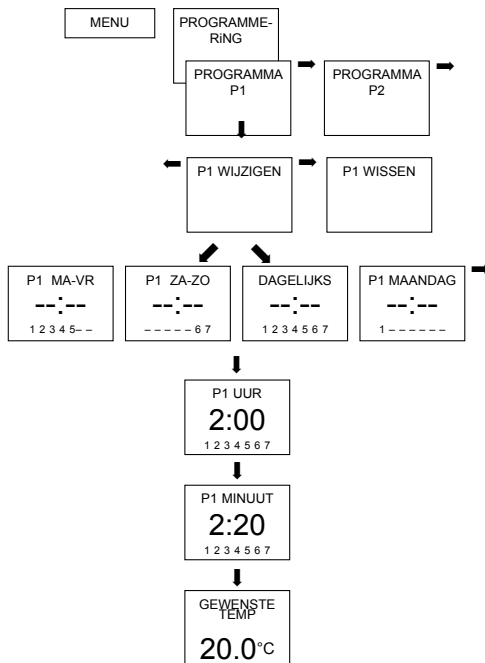 MENU
PROGRAMME-
RiNG
PROGRAMMA
P1
PROGRAMMA
P2
P1 WIJZIGEN
P1 WISSEN
P1 MA-VR
--:--
1 2 3 4 5 – –
P1 ZA-ZO
--:--
– – – – – 6 7
DAGELIJKS
--:--
1 2 3 4 5 6 7
P1 MAANDAG
--:--
1 – – – – – –
P1 UUR
2:00
1 2 3 4 5 6 7
P1 MINUUT
2:20
1 2 3 4 5 6 7
GEWENSTE
TEMP
20.0°C